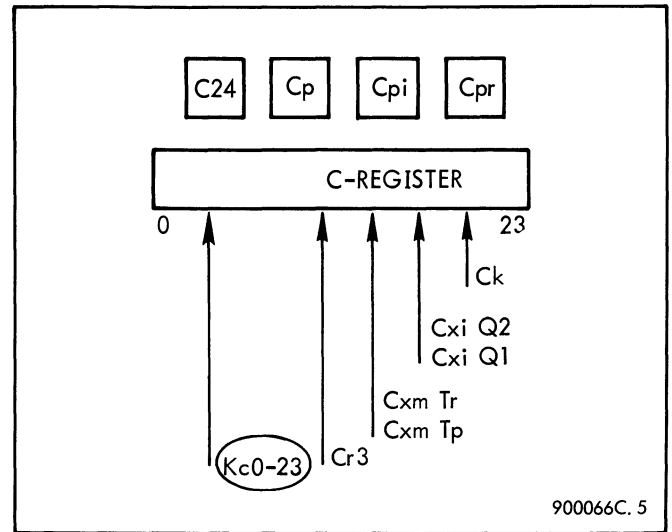 C24 Cp Cpi Cpr
C-REGISTER
0 23
Ck
Cxi Q2
Cxi Q1
Cxm Tr
Cxm Tp
Kc0-23 Cr3
900066C. 5